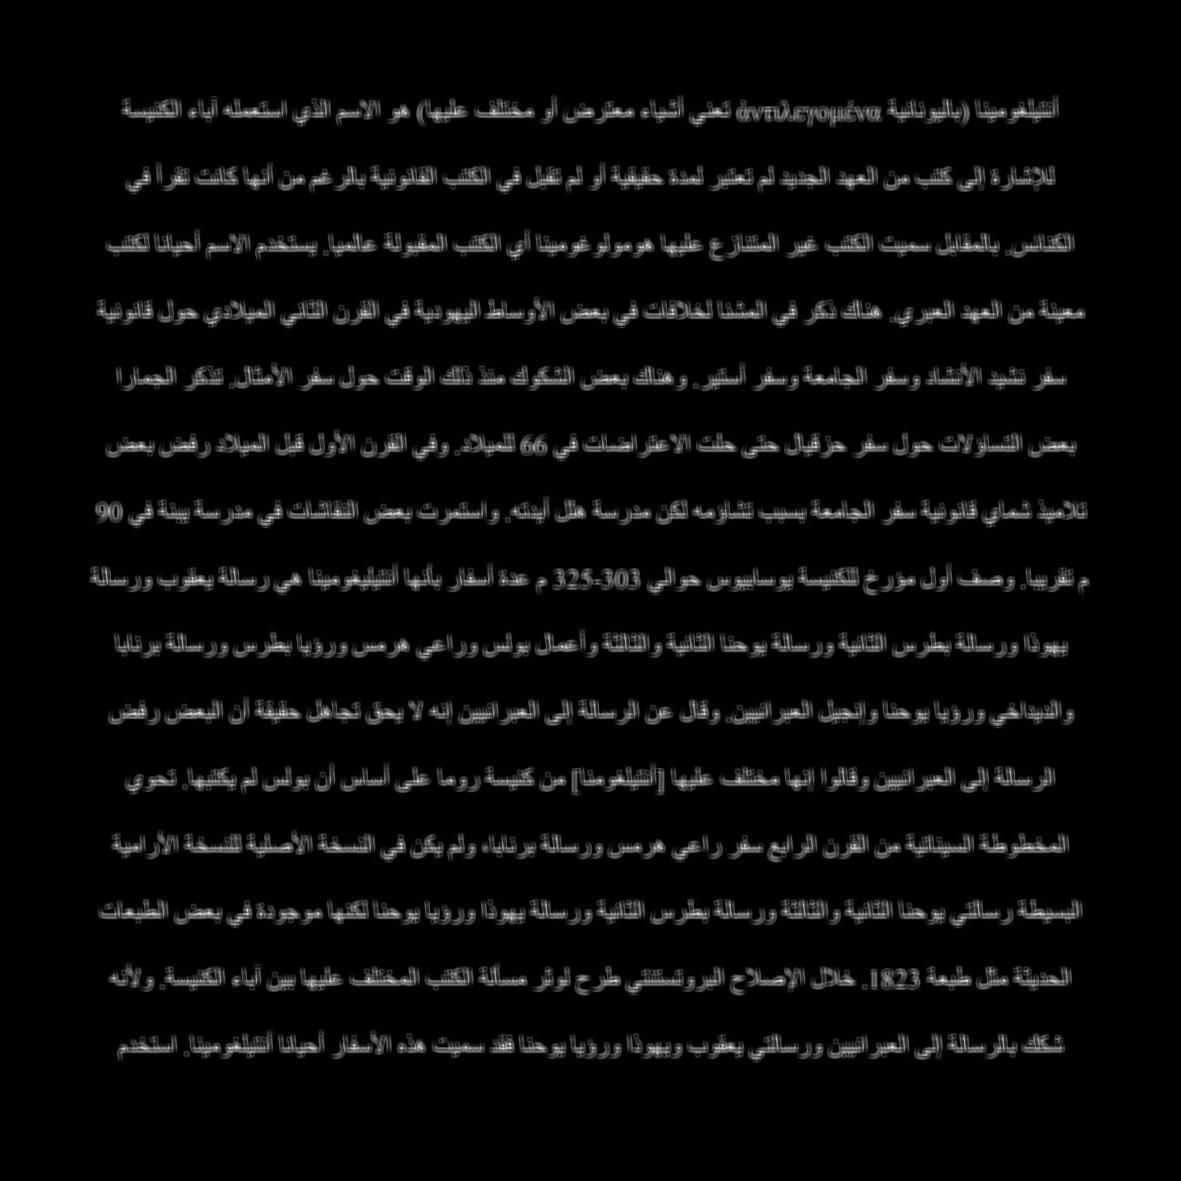 أنتيلغومينا (باليونانية ἀντιλεγομένα تعني أشياء معترض أو مختلف عليها) هو الاسم الذي استعمله آباء الكنيسة
للإشارة إلى كتب من العهد الجديد لم تعتبر لمدة حقيقية أو لم تقبل في الكتب القانونية بالرغم من أنها كانت تقرأ في
الكنائس. بالمقابل سميت الكتب غير المتنازع عليها هومولوغومينا أي الكتب المقبولة عالميا. يستخدم الاسم أحيانا لكتب
معينة من العهد العبري. هناك ذكر في المشنا لخلافات في بعض الأوساط اليهودية في القرن الثاني الميلادي حول قانونية
سفر نشيد الأنشاد وسفر الجامعة وسفر أستير. وهناك بعض الشكوك منذ ذلك الوقت حول سفر الأمثال. تذكر الجمارا
بعض التساؤلات حول سفر حزقيال حتى حلت الاعتراضات في 66 للميلاد. وفي القرن الأول قبل الميلاد رفض بعض
تلاميذ شماي قانونية سفر الجامعة بسبب تشاؤمه لكن مدرسة هلل أيدته. واستمرت بعض النقاشات في مدرسة يبنة في 90
م تقريبا. وصف أول مؤرخ للكنيسة يوسابيوس حوالي 303-325 م عدة أسفار بأنها أنتيليغومينا هي رسالة يعقوب ورسالة
يهوذا ورسالة بطرس الثانية ورسالة يوحنا الثانية والثالثة وأعمال بولس وراعي هرمس ورؤيا بطرس ورسالة برنابا
والديداخي ورؤيا يوحنا وإنجيل العبرانيين. وقال عن الرسالة إلى العبرانيين إنه لا يحق تجاهل حقيقة أن البعض رفض
الرسالة إلى العبرانيين وقالوا إنها مختلف عليها [أنتيلغومنا] من كنيسة روما على أساس أن بولس لم يكتبها. تحوي
المخطوطة السينائية من القرن الرابع سفر راعي هرمس ورسالة برنابا، ولم يكن في النسخة الأصلية للنسخة الآرامية
البسيطة رسالتي يوحنا الثانية والثالثة ورسالة بطرس الثانية ورسالة يهوذا ورؤيا يوحنا لكنها موجودة في بعض الطبعات
الحديثة مثل طبعة 1823. خلال الإصلاح البروتستنتي طرح لوثر مسألة الكتب المختلف عليها بين آباء الكنيسة. ولأنه
شكك بالرسالة إلى العبرانيين ورسالتي يعقوب ويهوذا ورؤيا يوحنا فقد سميت هذه الأسفار أحيانا أنتيلغومينا. استخدم